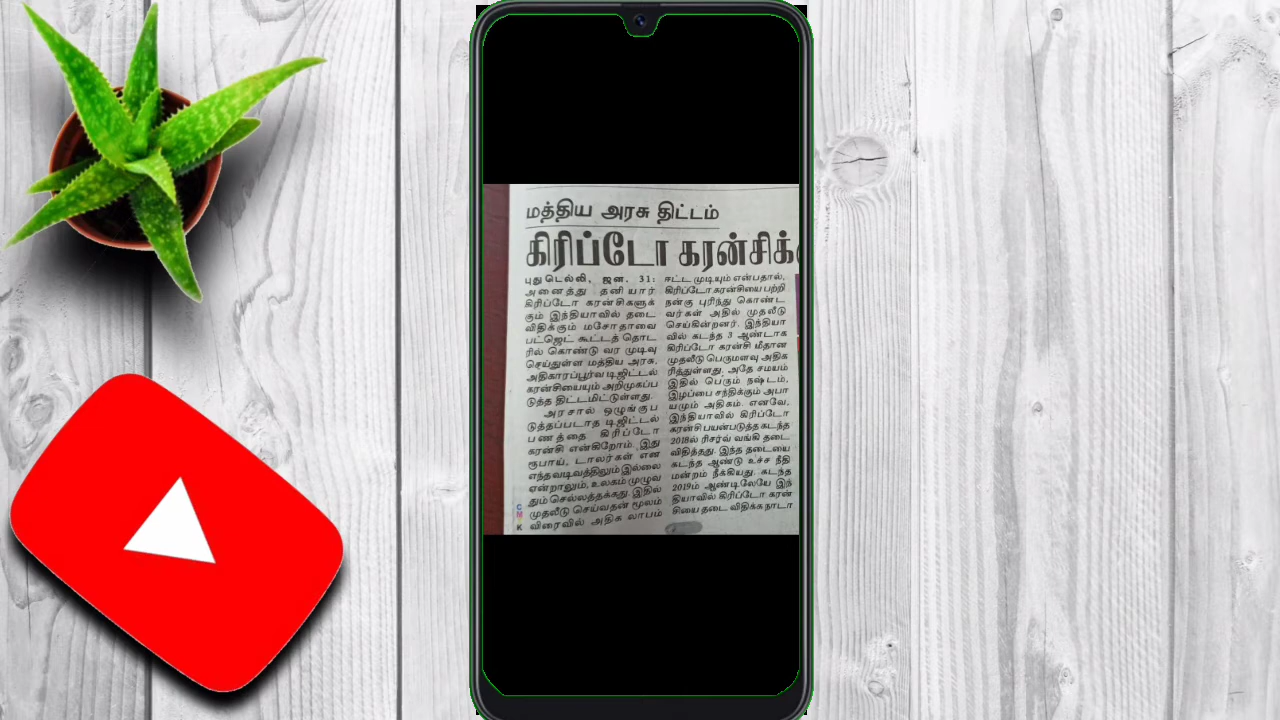 மத்திய அரசு திட்டம்
கிரிப்டோ கரன்சிக்
புது டெல்லி, ஜன. 31:
அனைத்து தனியார்
கிரிப்டோ கரன்சிகளுக்
கும் இந்தியாவில் தடை
விதிக்கும் மசோதாவை
பட்ஜெட் கூட்டத் தொட
ரில் கொண்டு வர முடிவு
செய்துள்ள மத்திய அரசு,
அதிகாரப்பூர்வ டிஜிட்டல்
கரன்சியையும் அறிமுகப்ப
டுத்த திட்டமிட்டுள்ளது.
அரசால் ஒழுங்குப
டுத்தப்படாத டிஜிட்டல்
பணத்தை கிரிப்டோ
கரன்சி என்கிறோம். இது
ரூபாய், டாலர்கள் என
எந்தவடிவத்திலும் இல்லை
என்றாலும், உலகம் முழுவ
தும் செல்லத்தக்கது. இதில்
முதலீடு செய்வதன் மூலம்
விரைவில் அதிக லாபம்
ஈட்ட முடியும் என்பதால்,
கிரிப்டோ கரன்சியை பற்றி
நன்கு புரிந்து கொண்ட
வர்கள் அதில் முதலீடு
செய்கின்றனர். இந்தியா
வில் கடந்த 3 ஆண்டாக
கிரிப்டோ கரன்சி மீதான
முதலீடு பெருமளவு அதிக
ரித்துள்ளது. அதே சமயம்
இதில் பெரும் நஷ்டம்,
இழப்பை சந்திக்கும் அபா
யமும் அதிகம். எனவே,
இந்தியாவில் கிரிப்டோ
கரன்சி பயன்படுத்த கடந்த
2018ல் ரிசர்வ் வங்கி தடை
விதித்தது. இந்த தடையை
கடந்த ஆண்டு உச்ச நீதி
மன்றம் நீக்கியது. கடந்த
2019ம் ஆண்டிலேயே இந்
தியாவில் கிரிப்டோ கரன்
சியை தடை விதிக்க நாடா
C
M
K